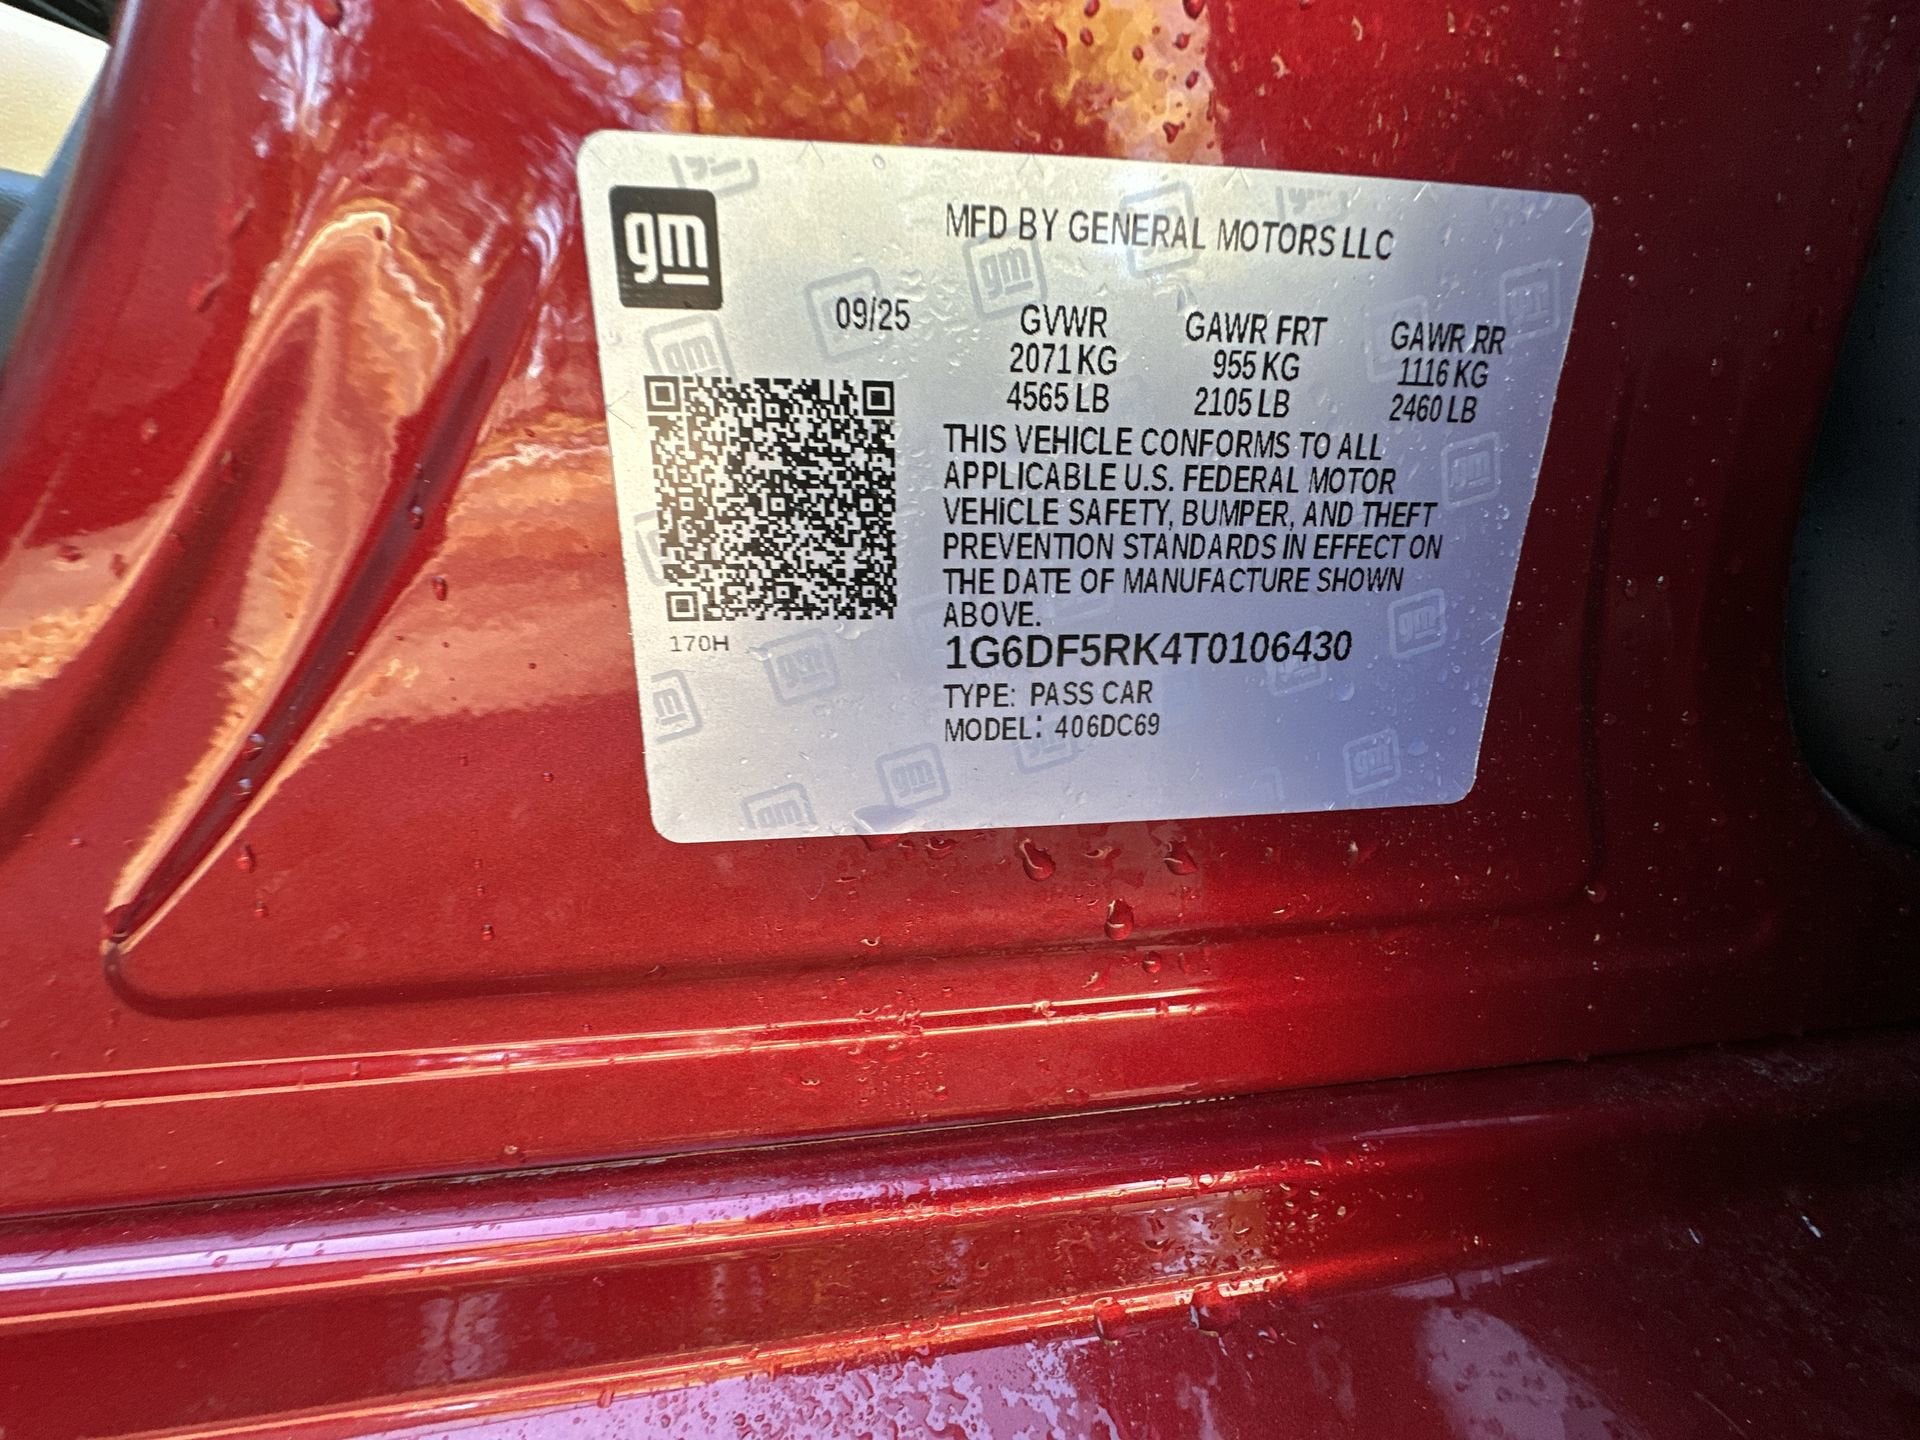 gm
MFD BY GENERAL MOTORS LLC
09/25
GVWR GAWR FRT GAWR RR
2071 KG 955 KG 1116 KG
4565 LB 2105 LB 2460 LB
THIS VEHICLE CONFORMS TO ALL
APPLICABLE U.S. FEDERAL MOTOR
VEHICLE SAFETY, BUMPER, AND THEFT
PREVENTION STANDARDS IN EFFECT ON
THE DATE OF MANUFACTURE SHOWN
ABOVE.
170H
1G6DF5RK4T0106430
TYPE: PASS CAR
MODEL: 406DC69